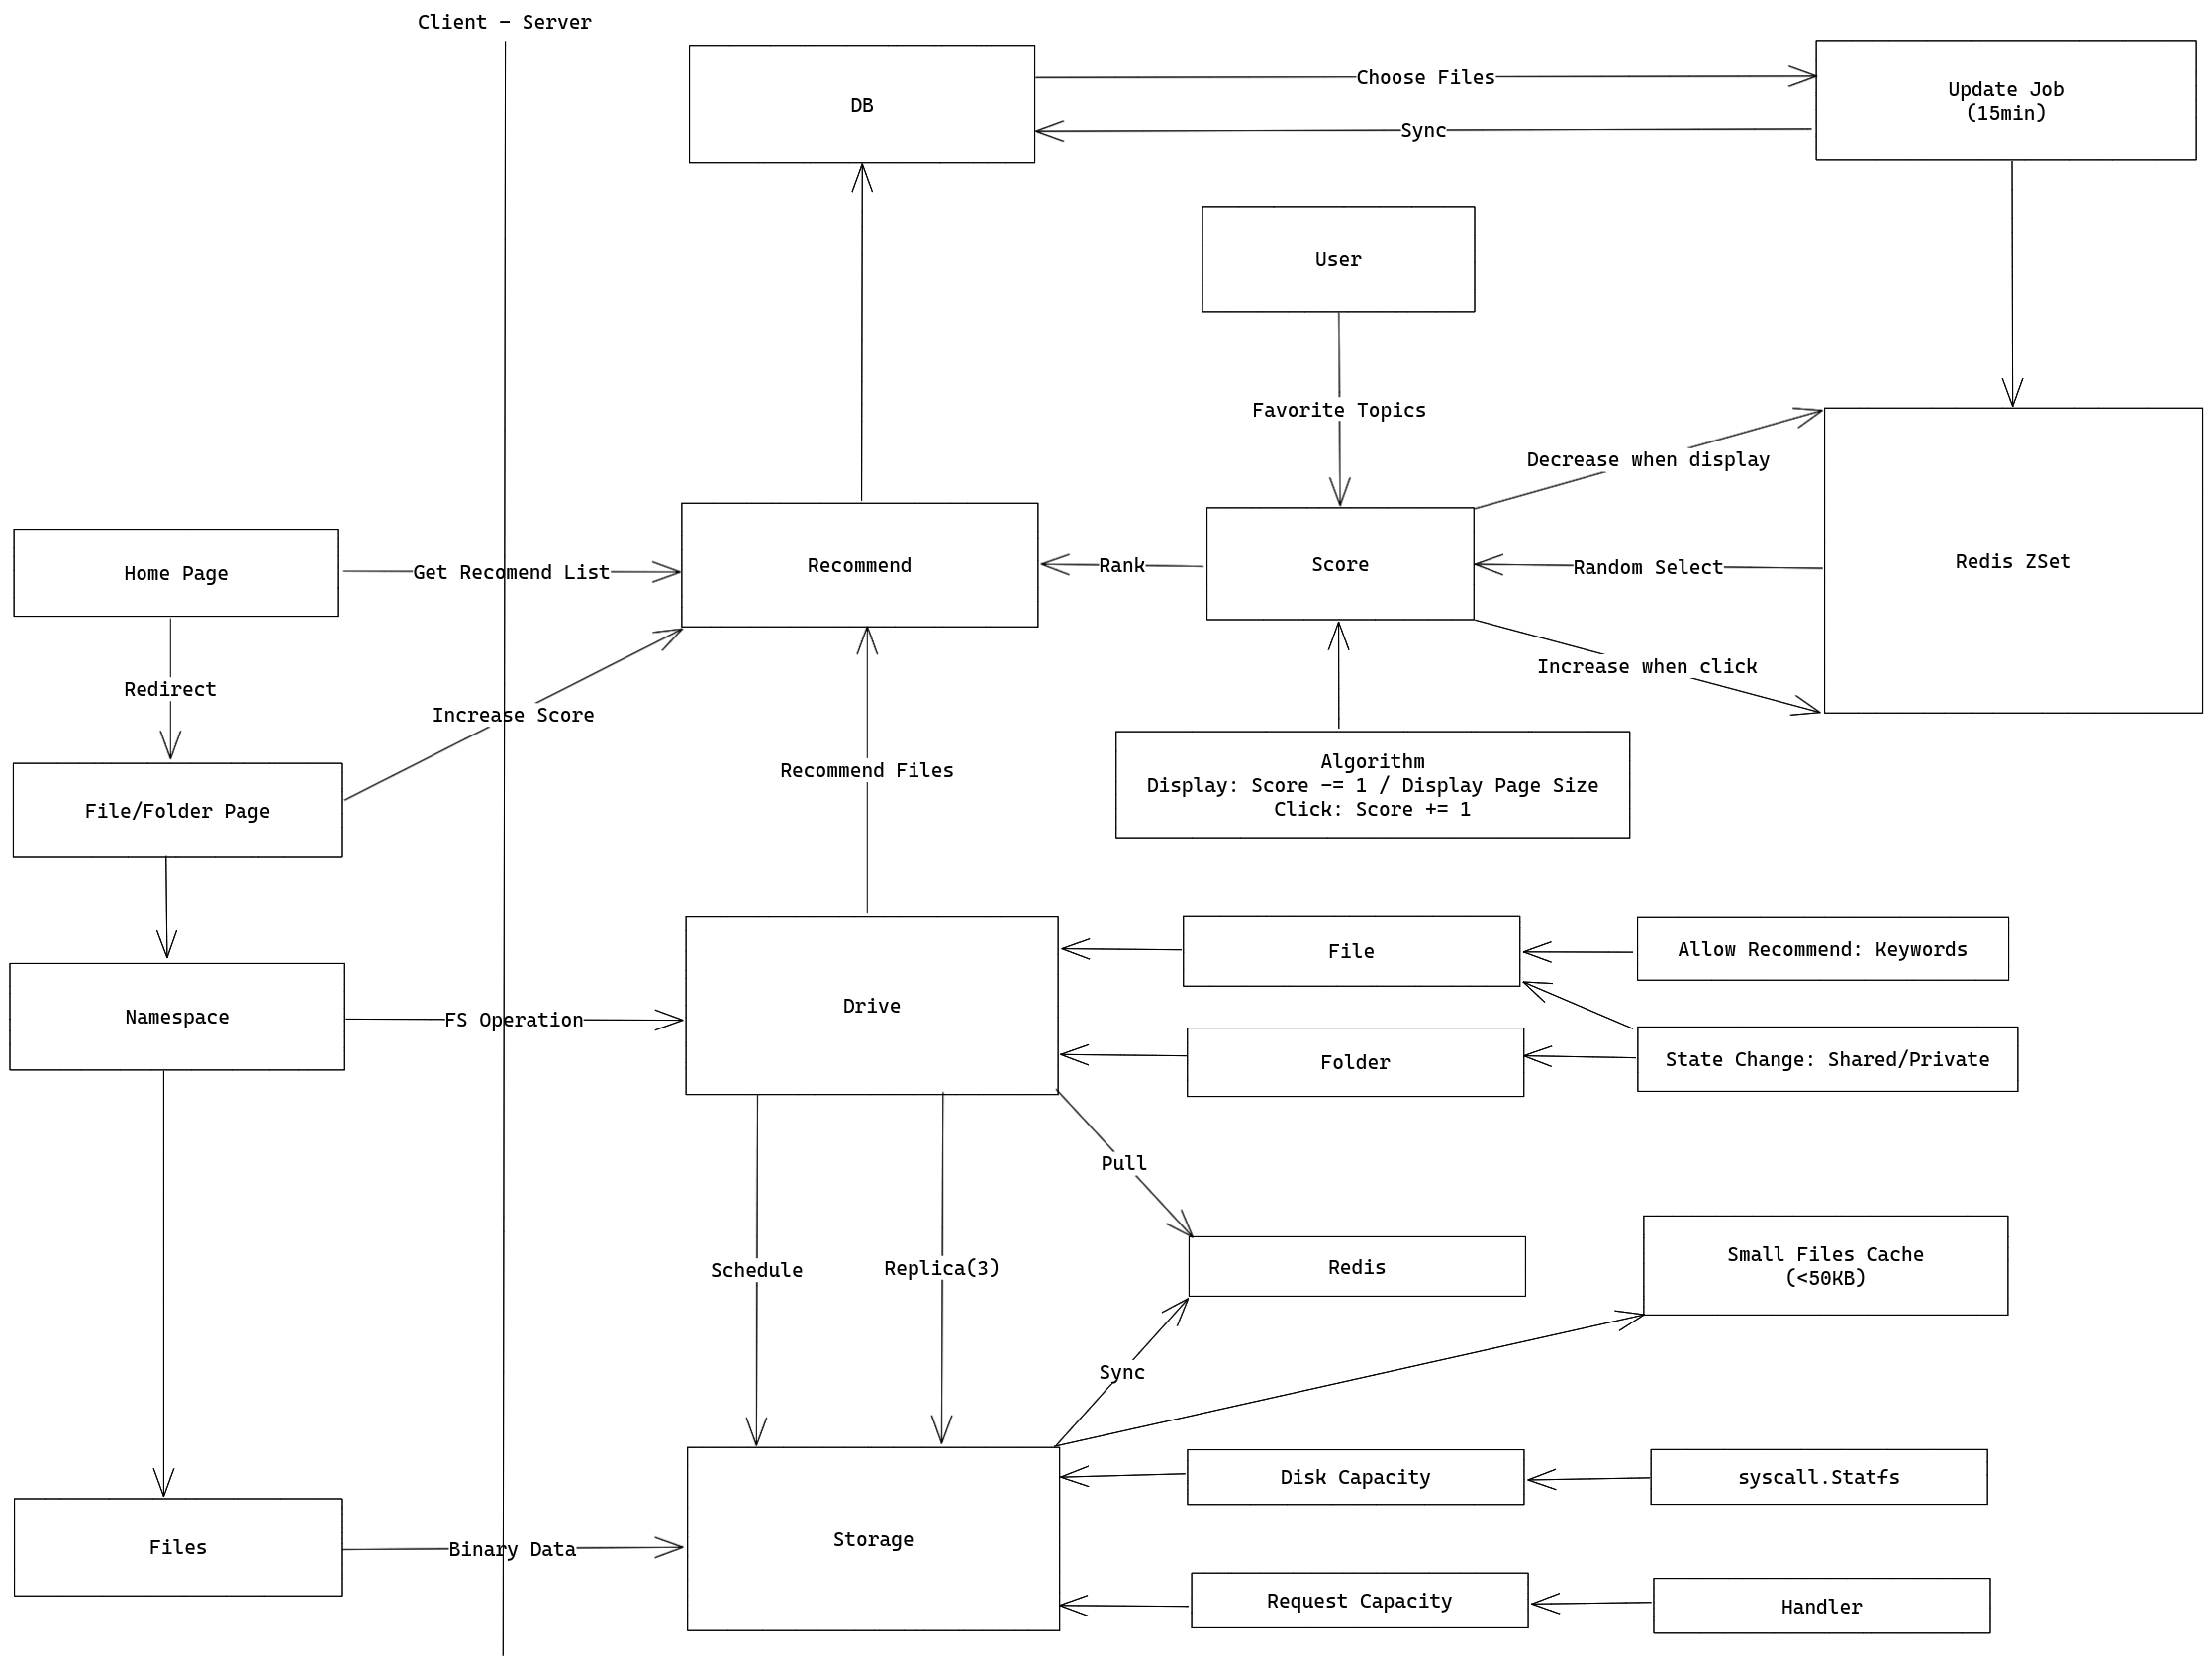 Client - Server
DB
Choose Files
Sync
Update Job
(15min)
User
Favorite Topics
Decrease when display
Home Page
Get Recomend List
Recommend
Rank
Score
Random Select
Redis ZSet
Increase when click
Redirect
Increase Score
Recommend Files
Algorithm
Display: Score -= 1 / Display Page Size
Click: Score += 1
File/Folder Page
Namespace
FS Operation
Drive
File
Allow Recommend: Keywords
Folder
State Change: Shared/Private
Pull
Schedule
Replica(3)
Redis
Small Files Cache
(<50KB)
Sync
Files
Binary Data
Storage
Disk Capacity
syscall.Statfs
Request Capacity
Handler